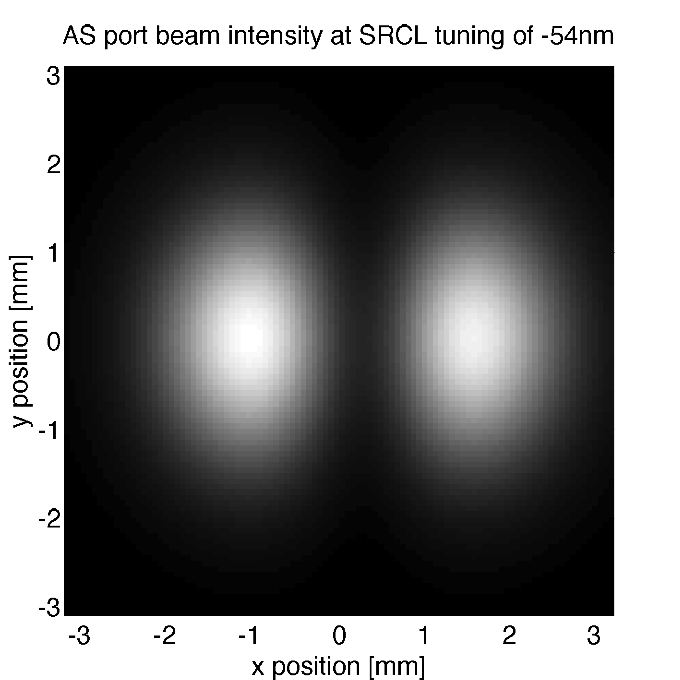 AS port beam intensity at SRCL tuning of -54nm
3
2
1
0
-1
-2
-3
y position [mm]
-3 -2 -1 0 1 2 3
x position [mm]